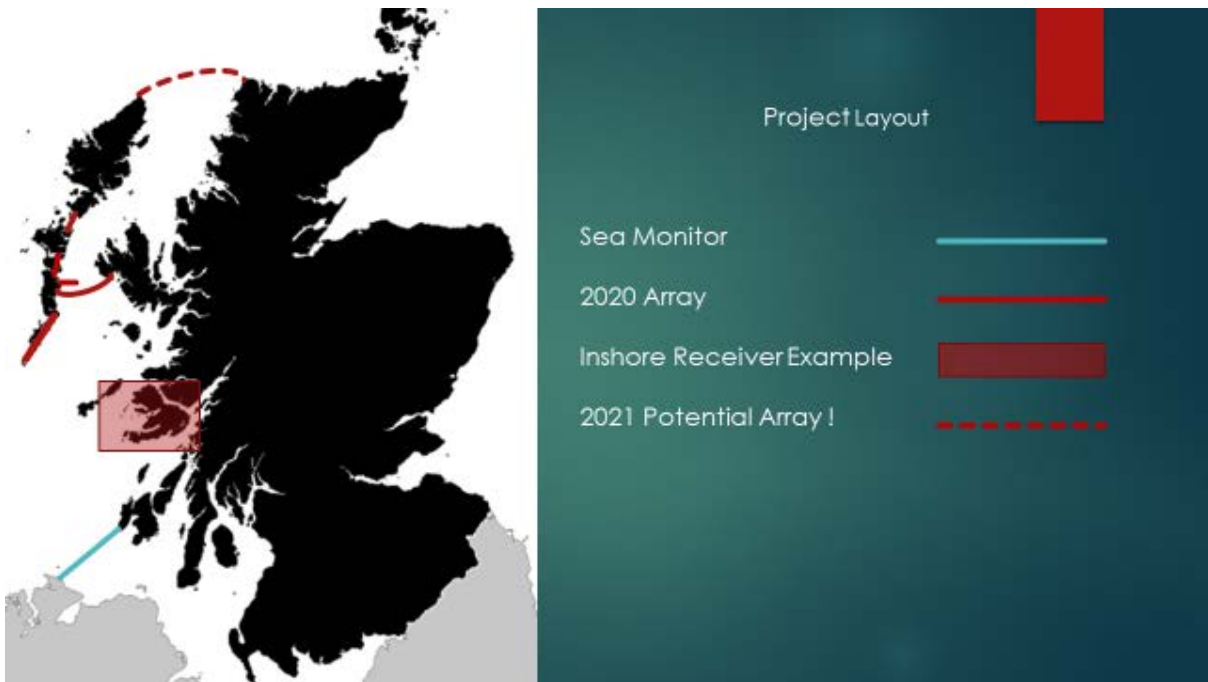 Project Layout
Sea Monitor
2020 Array
Inshore Receiver Example
2021 Potential Array !